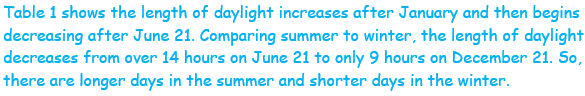 Table 1 shows the length of daylight increases after January and then begins
decreasing after June 21. Comparing summer to winter, the length of daylight
decreases from over 14 hours on June 21 to only 9 hours on December 21. So,
there are longer days in the summer and shorter days in the winter.